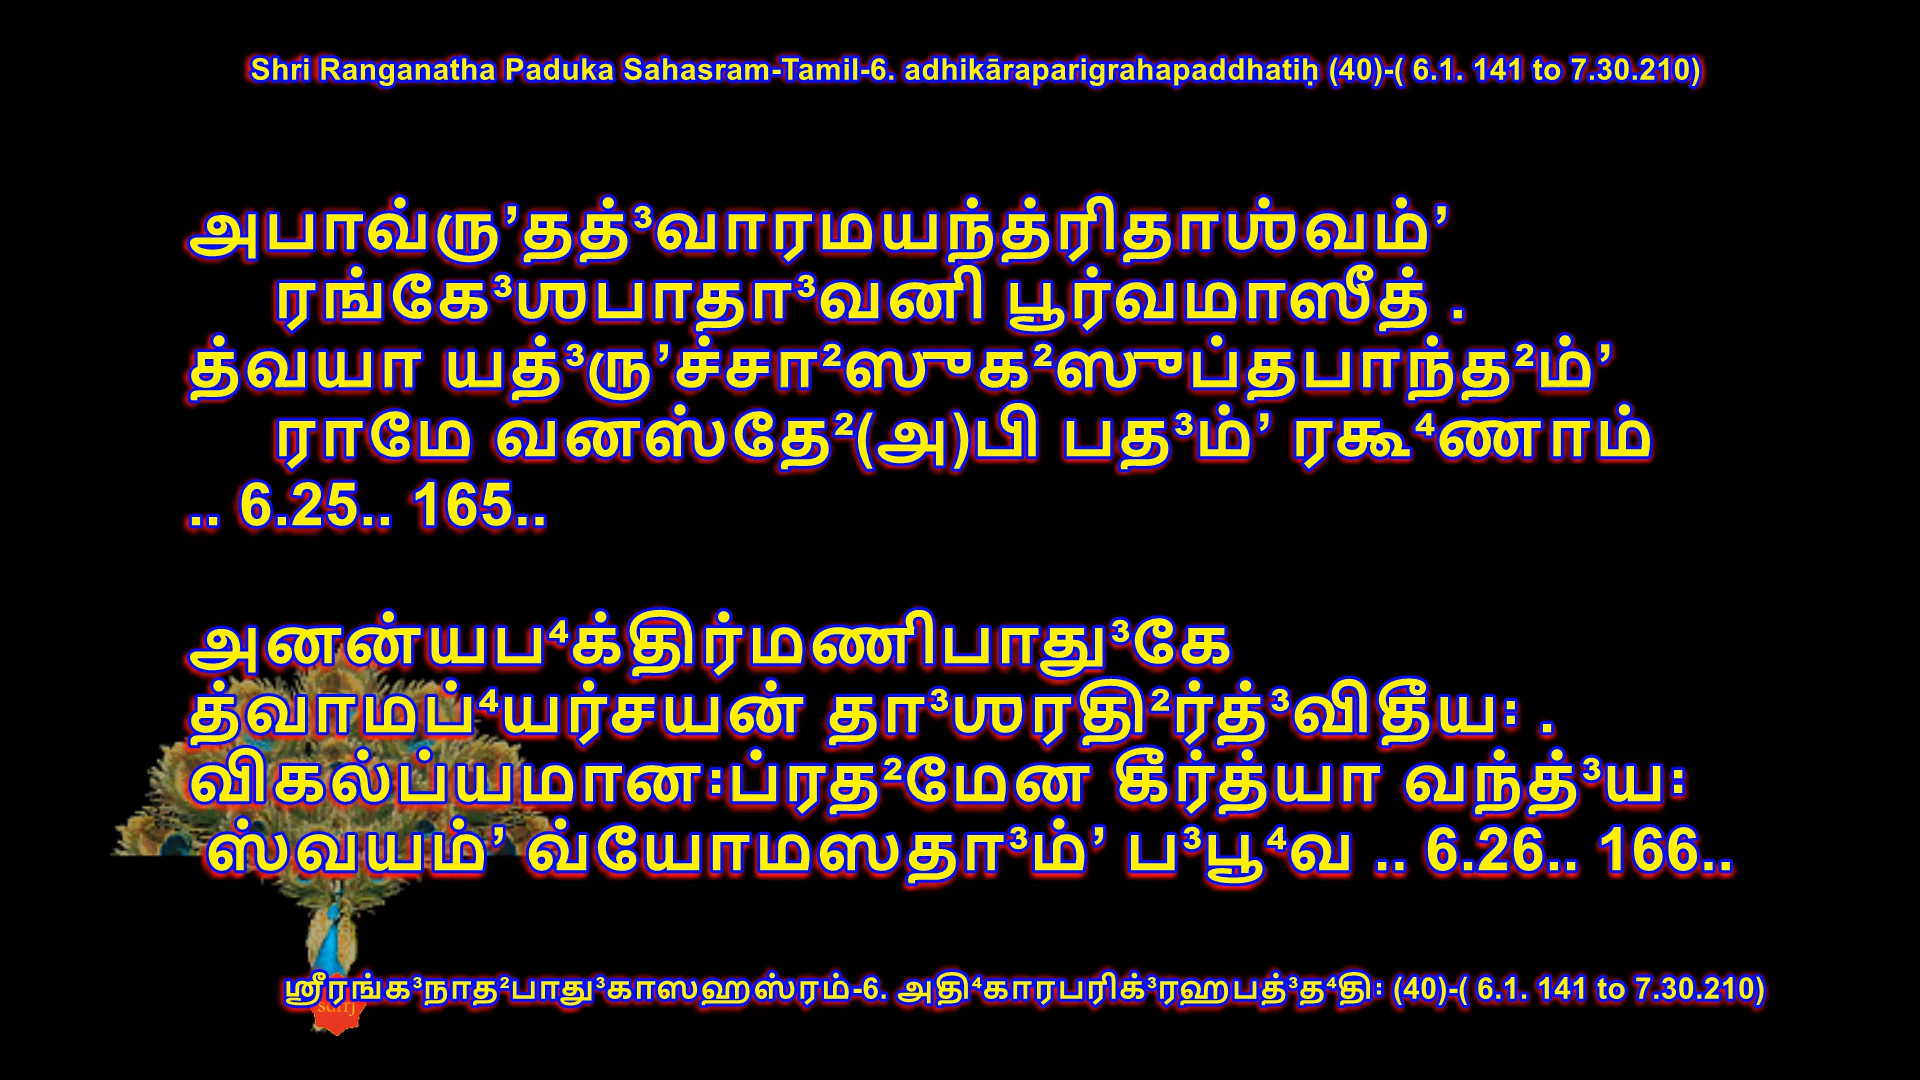 Shri Ranganatha Paduka Sahasram-Tamil-6. adhikāraparigrahapaddhatiḥ (40)-( 6.1. 141 to 7.30.210)
அபாவ்ரு’தத்³வாரமயந்த்ரிதாஶ்வம்’
ரங்கே³ஶபாதா³வனி பூர்வமாஸீத் .
த்வயா யத்³ரு’ச்சா²ஸுக²ஸுப்தபாந்த²ம்’
ராமே வனஸ்தே²(அ)பி பத³ம்’ ரகூ⁴ணாம்
.. 6.25.. 165..
அனன்யப⁴க்திர்மணிபாது³கே
த்வாமப்⁴யர்சயன் தா³ஶரதி²ர்த்³விதீய꞉ .
விகல்ப்யமான꞉ப்ரத²மேன கீர்த்யா வந்த்³ய꞉
ஸ்வயம்’ வ்யோமஸதா³ம்’ ப³பூ⁴வ .. 6.26.. 166..
ஶ்ரீரங்க³நாத²பாது³காஸஹஸ்ரம்-6. அதி⁴காரபரிக்³ரஹபத்³த⁴தி꞉ (40)-( 6.1. 141 to 7.30.210)